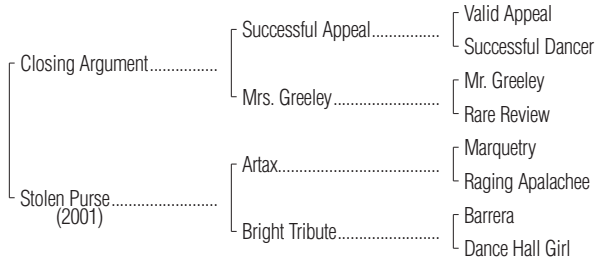 Valid Appeal
Successful Appeal................
Successful Dancer
Closing Argument................
Mr. Greeley
Mrs. Greeley.........................
Rare Review
Marquetry
Artax......................................
Raging Apalachee
Stolen Purse.........................
(2001)
Barrera
Bright Tribute........................
Dance Hall Girl